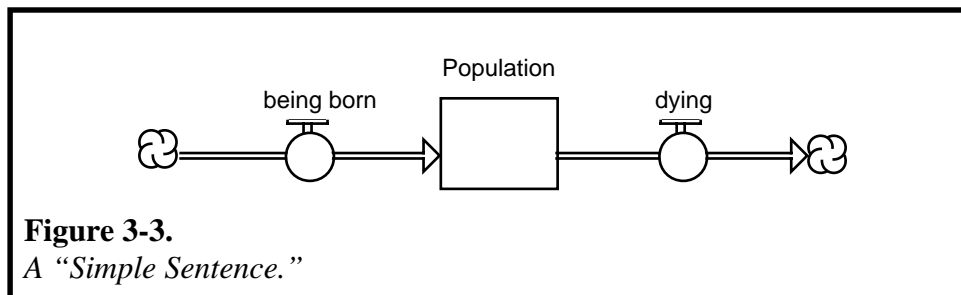 Population
being born
dying
Figure 3-3.
A “Simple Sentence.”